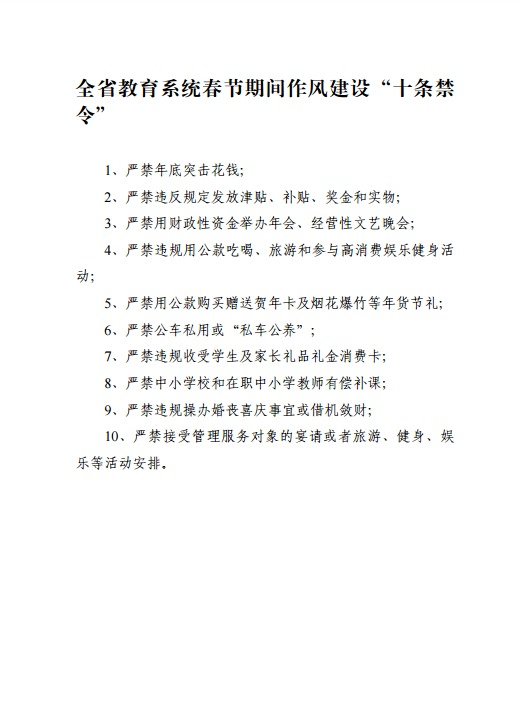 全省教育系统春节期间作风建设“十条禁
令”
1、严禁年底突击花钱;
2、严禁违反规定发放津贴、补贴、奖金和实物;
3、严禁用财政性资金举办年会、经营性文艺晚会;
4、严禁违规用公款吃喝、旅游和参与高消费娱乐健身活
动;
5、严禁用公款购买赠送贺年卡及烟花爆竹等年货节礼;
6、严禁公车私用或“私车公养”;
7、严禁违规收受学生及家长礼品礼金消费卡;
8、严禁中小学校和在职中小学教师有偿补课;
9、严禁违规操办婚丧喜庆事宜或借机敛财;
10、严禁接受管理服务对象的宴请或者旅游、健身、娱
乐等活动安排。